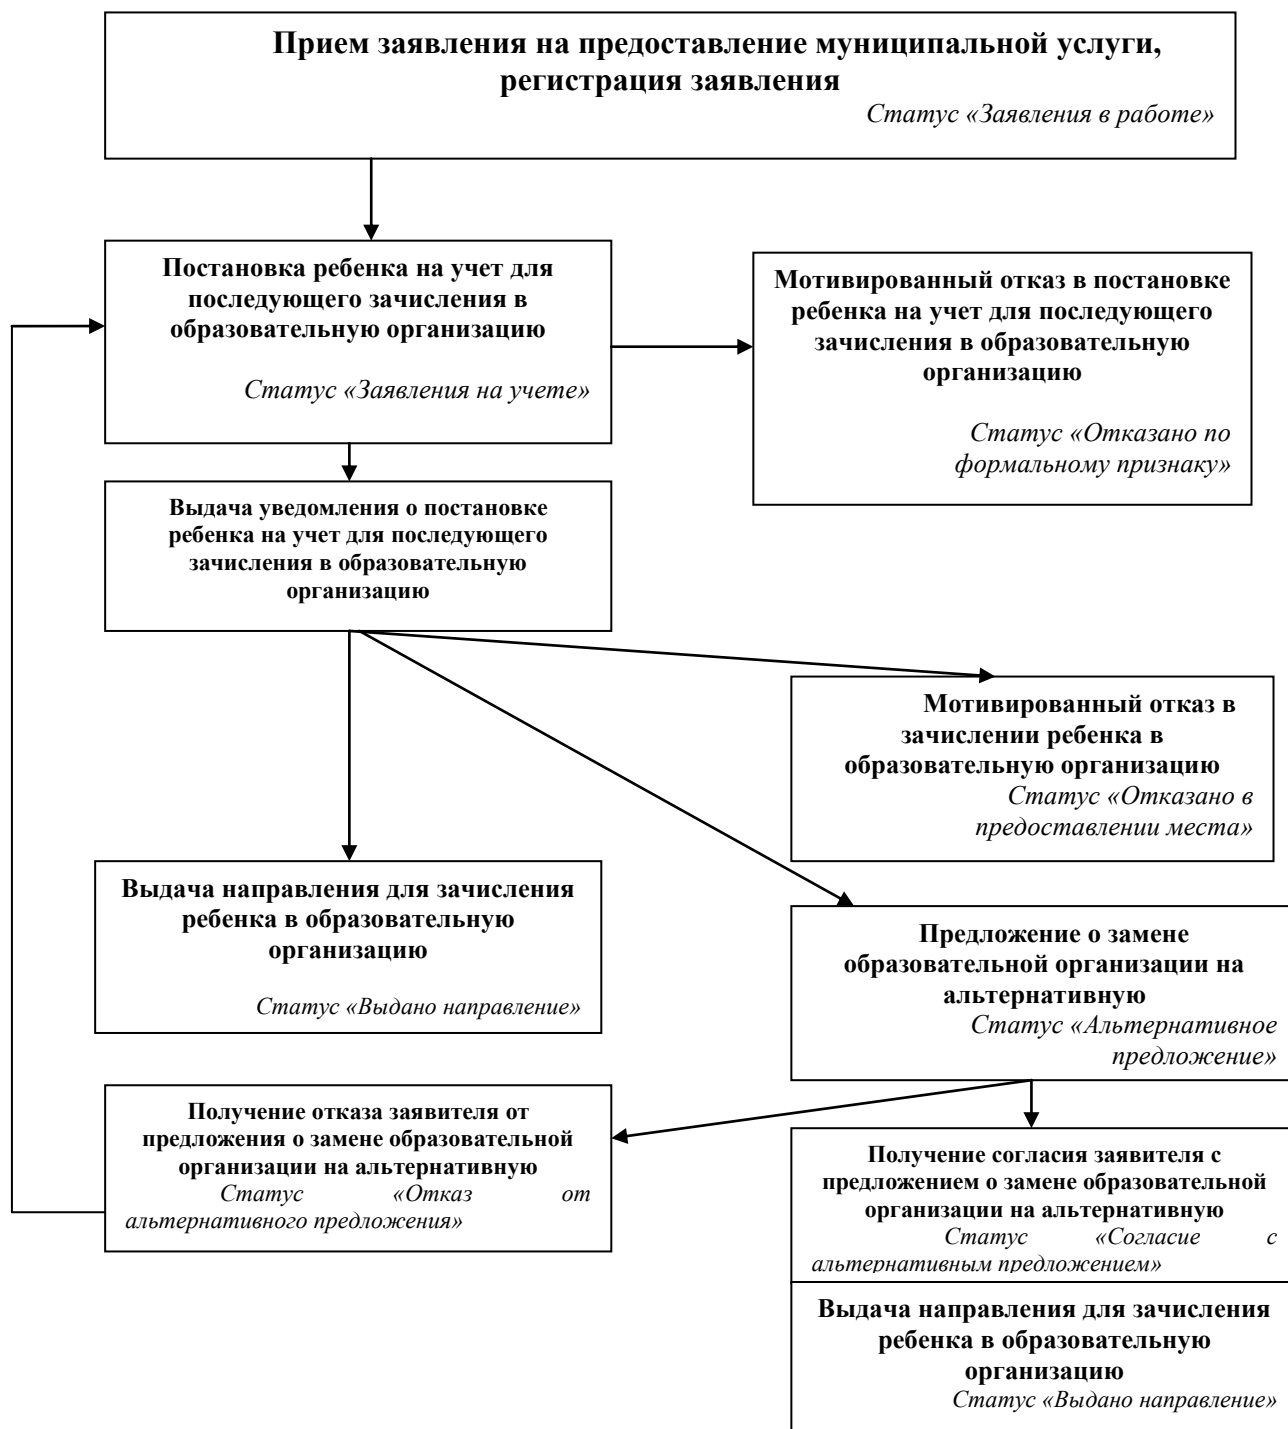 Прием заявления на предоставление муниципальной услуги,
регистрация заявления
Статус «Заявления в работе»
Постановка ребенка на учет для
последующего зачисления в
образовательную организацию
Статус «Заявления на учете»
Мотивированный отказ в постановке
ребенка на учет для последующего
зачисления в образовательную
организацию
Статус «Отказано по
формальному признаку»
Выдача уведомления о постановке
ребенка на учет для последующего
зачисления в образовательную
организацию
Мотивированный отказ в
зачислении ребенка в
образовательную организацию
Статус «Отказано в
предоставлении места»
Выдача направления для зачисления
ребенка в образовательную
организацию
Статус «Выдано направление»
Предложение о замене
образовательной организации на
альтернативную
Статус «Альтернативное
предложение»
Получение отказа заявителя от
предложения о замене образовательной
организации на альтернативную
Статус «Отказ от
альтернативного предложения»
Получение согласия заявителя с
предложением о замене образовательной
организации на альтернативную
Статус «Согласие с
альтернативным предложением»
Выдача направления для зачисления
ребенка в образовательную
организацию
Статус «Выдано направление»